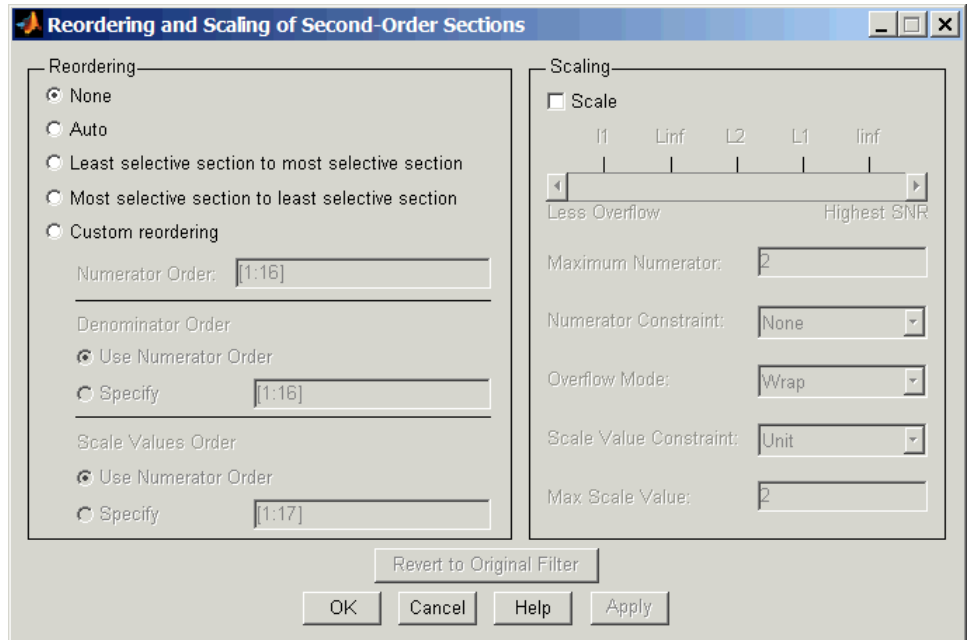 Reordering and Scaling of Second-Order Sections
Reordering
None
Auto
Least selective section to most selective section
Most selective section to least selective section
Custom reordering
Numerator Order: [1:16]
Denominator Order
Use Numerator Order
Specify [1:16]
Scale Values Order
Use Numerator Order
Specify [1:17]
Scaling
Scale
l1 Linf L2 L1 linf
Less Overflow Highest SNR
Maximum Numerator: 2
Numerator Constraint: None
Overflow Mode: Wrap
Scale Value Constraint: Unit
Max Scale Value: 2
Revert to Original Filter
OK Cancel Help Apply